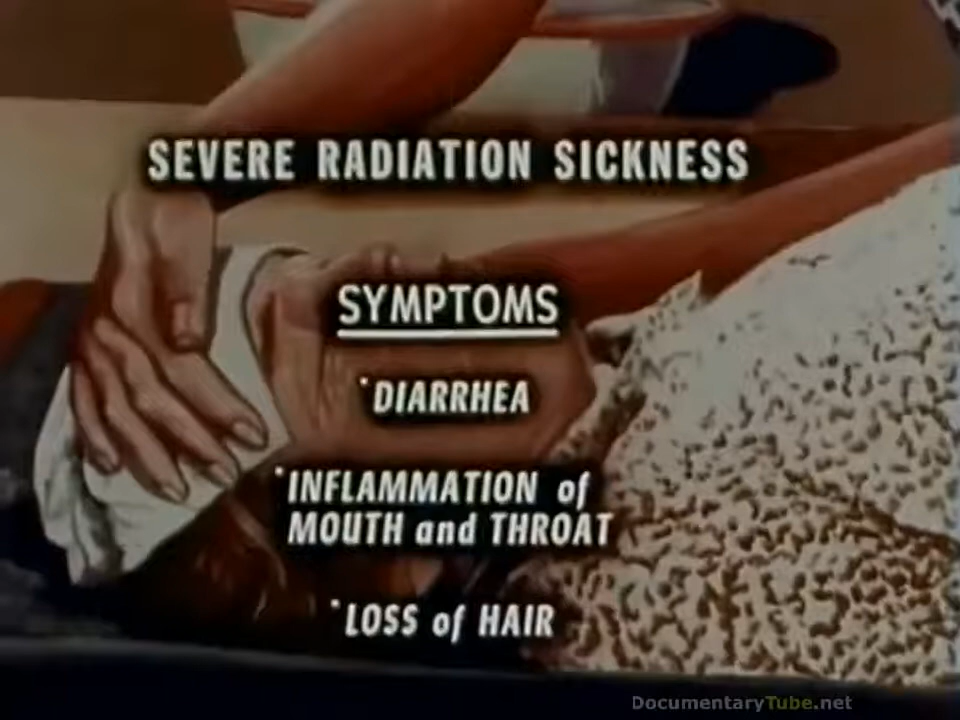 SEVERE RADIATION SICKNESS
SYMPTOMS
•DIARRHEA
•INFLAMMATION of
MOUTH and THROAT
•LOSS of HAIR
DocumentaryTube.net